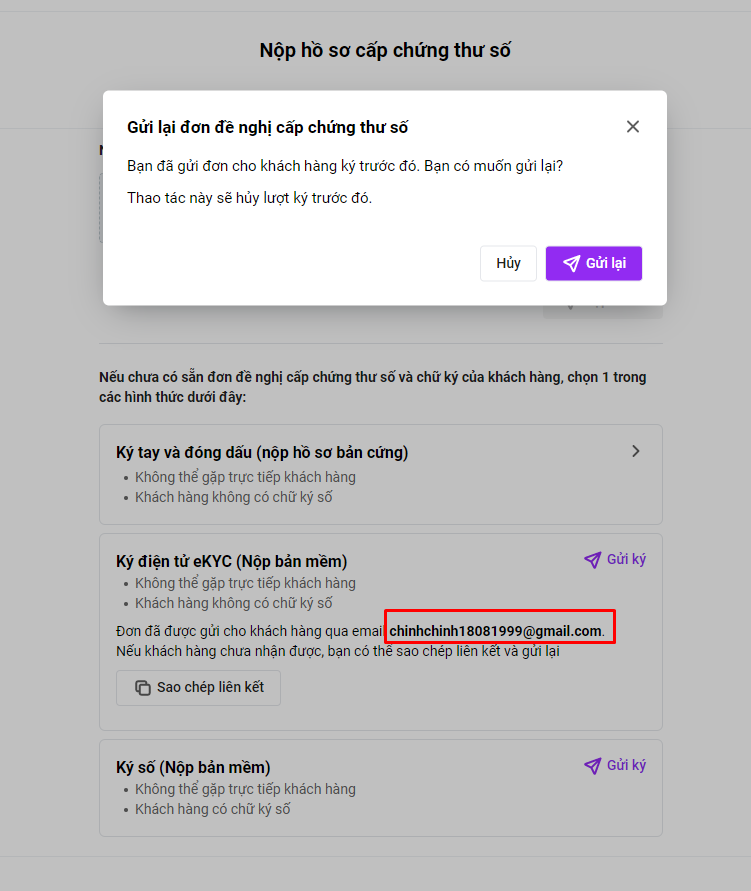 Nộp hồ sơ cấp chứng thư số
Gửi lại đơn đề nghị cấp chứng thư số
Bạn đã gửi đơn cho khách hàng ký trước đó. Bạn có muốn gửi lại?
Thao tác này sẽ hủy lượt ký trước đó.
Hủy
Gửi lại
Nếu chưa có sẵn đơn đề nghị cấp chứng thư số và chữ ký của khách hàng, chọn 1 trong
các hình thức dưới đây:
Ký tay và đóng dấu (nộp hồ sơ bản cứng)
• Không thể gặp trực tiếp khách hàng
• Khách hàng không có chữ ký số
Ký điện tử eKYC (Nộp bản mềm)
Gửi ký
• Không thể gặp trực tiếp khách hàng
• Khách hàng không có chữ ký số
Đơn đã được gửi cho khách hàng qua email chinhchinh18081999@gmail.com.
Nếu khách hàng chưa nhận được, bạn có thể sao chép liên kết và gửi lại
Sao chép liên kết
Ký số (Nộp bản mềm)
Gửi ký
• Không thể gặp trực tiếp khách hàng
• Khách hàng có chữ ký số